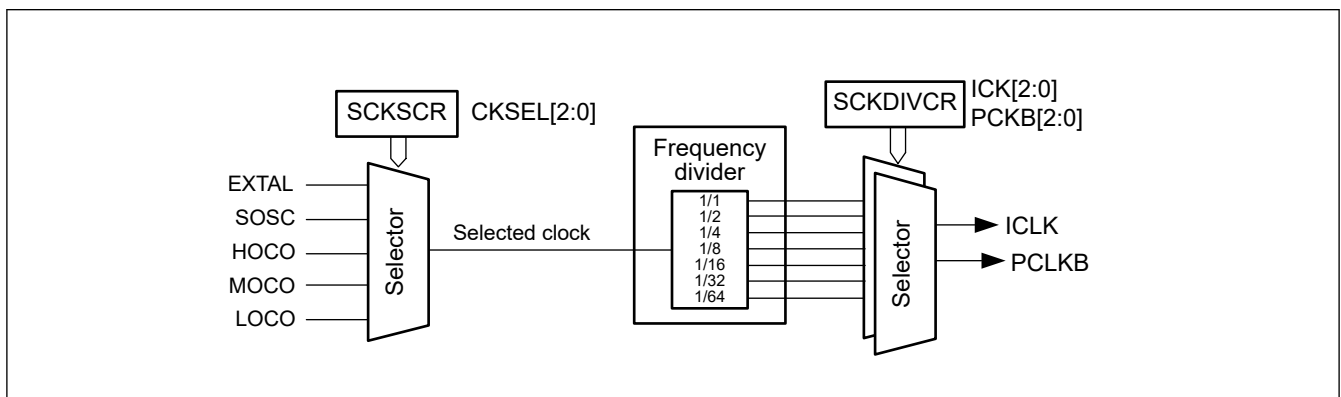 SCKSCR
CKSEL[2:0]
SCKDIVCR
ICK[2:0]
PCKB[2:0]
EXTAL
SOSC
HOCO
MOCO
LOCO
Selector
Selected clock
Frequency
divider
1/1
1/2
1/4
1/8
1/16
1/32
1/64
Selector
ICLK
PCLKB